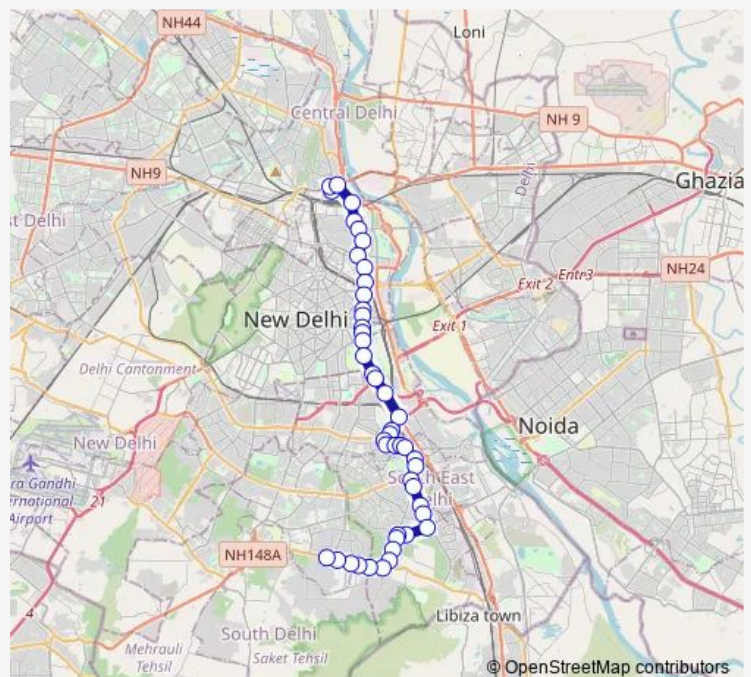 NH44
Loni
Central Delhi
NH 9
NH9
Delhi
Ghazia
st Delhi
NH24
Exit 2
Entr3
New Delhi
Exit 1
Delhi Cantonment
Noida
New Delhi
ra Gandhi
ernational
Airport
21
South East
Delhi
NH148A
4
Libiza town
South Delhi
Mehrauli
Tehsil
Saket Tehsil
© OpenStreetMap contributors